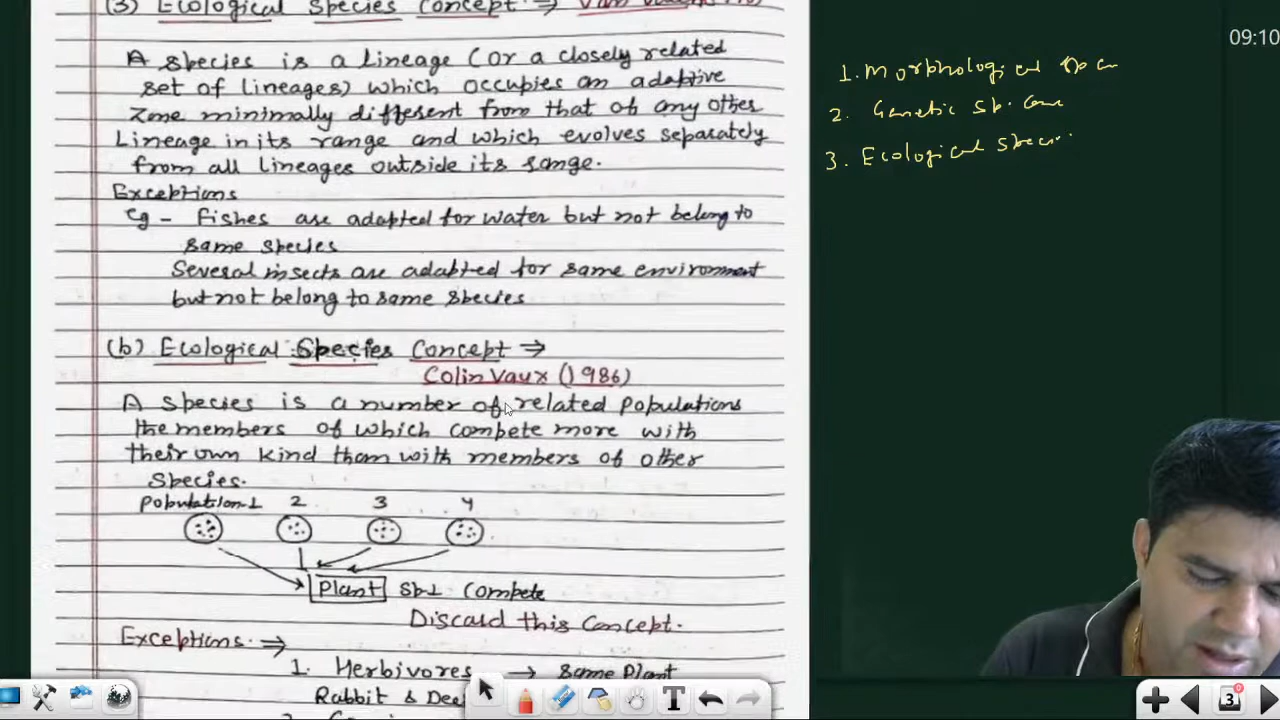 (3) Ecological Species Concept ⇒
A species is a lineage (or a closely related
set of lineages) which occupies an adaptive
zone minimally different from that of any other
Lineage in its range and which evolves separately
from all lineages outside its range.
Exceptions
eg - Fishes are adapted for water but not belong to
same species
Several insects are adapted for same environment
but not belong to same species
(b) Ecological Species Concept ⇒
Colin Vaux (1986)
A species is a number of related populations
the members of which compete more with
their own kind than with members of other
species.
Population-1 2 3 4
Plant Sp1 Compete
Discard this Concept.
Exceptions ⇒
1. Herbivores → same Plant
Rabbit &
09:10
1. Morphological
2. Genetic Sp.
3. Ecological
T
3